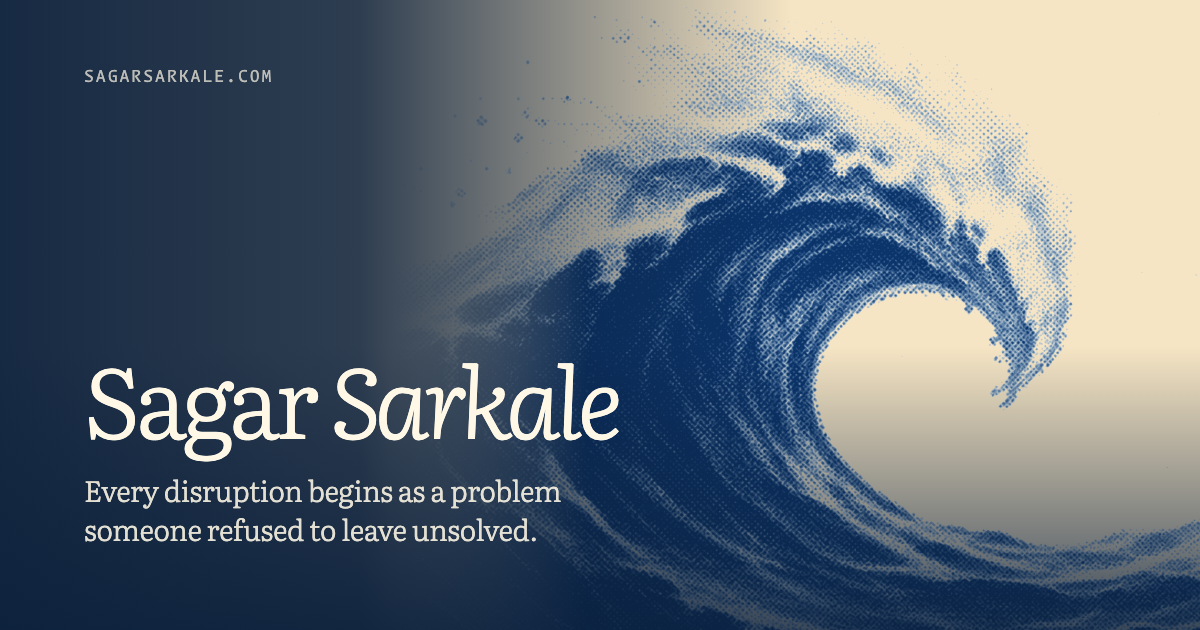 SAGARSARKALE.COM
Sagar Sarkale
Every disruption begins as a problem
someone refused to leave unsolved.